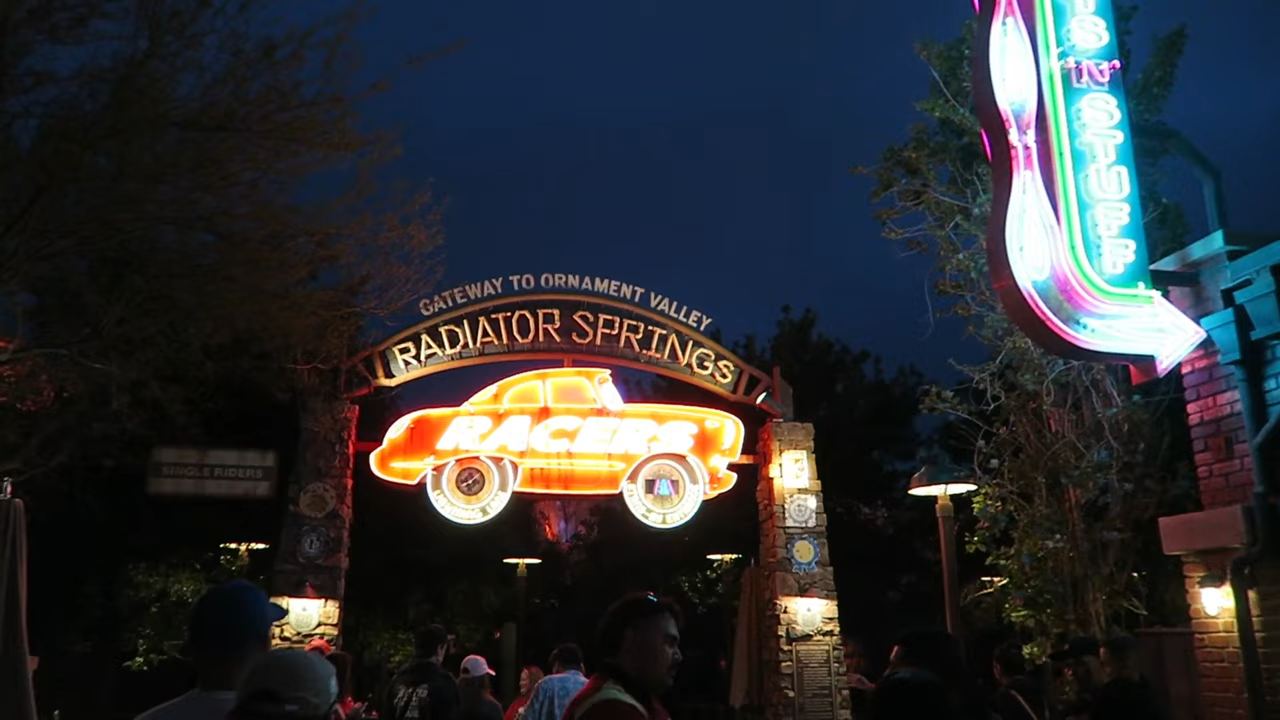 GATEWAY TO ORNAMENT VALLEY
RADIATOR SPRINGS
RACERS
SINGLE RIDERS
'N' STUFF